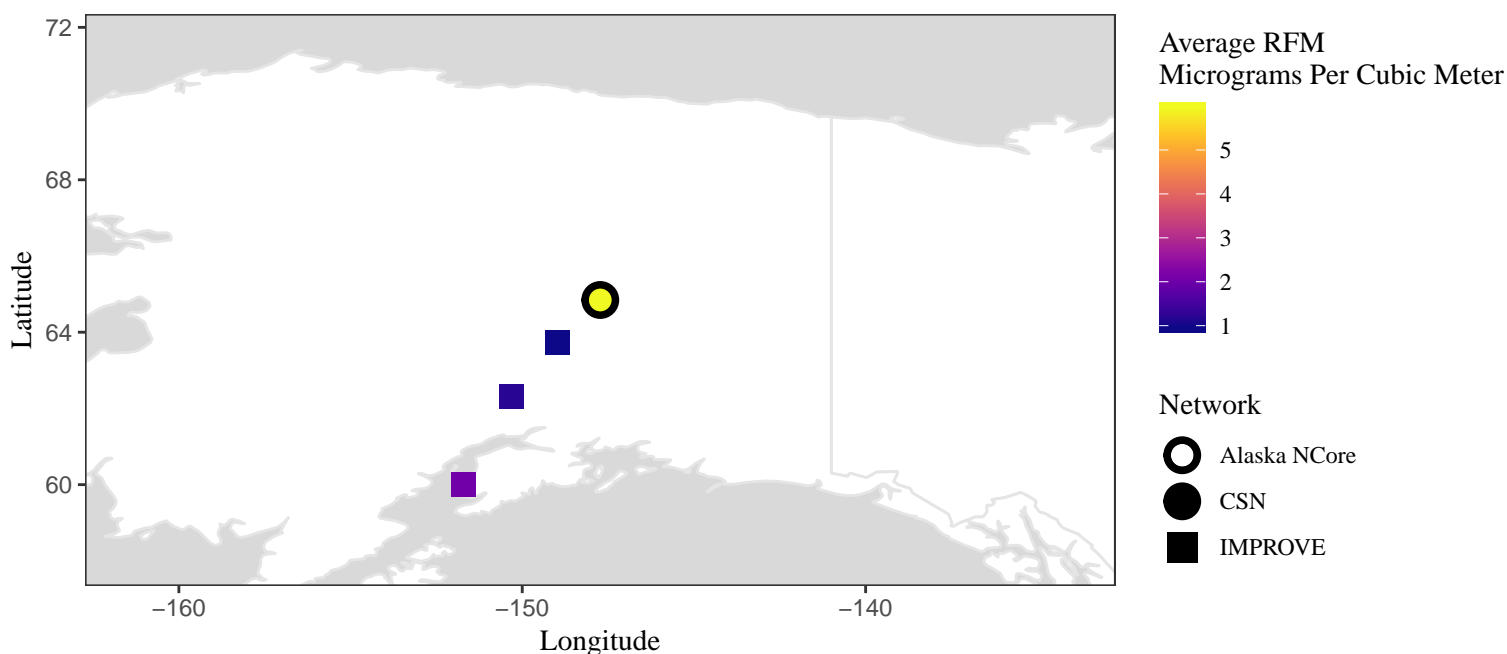 72
68
64
60
Latitude
−160
−150
−140
Longitude
Average RFM
Micrograms Per Cubic Meter
5
4
3
2
1
Network
Alaska NCore
CSN
IMPROVE